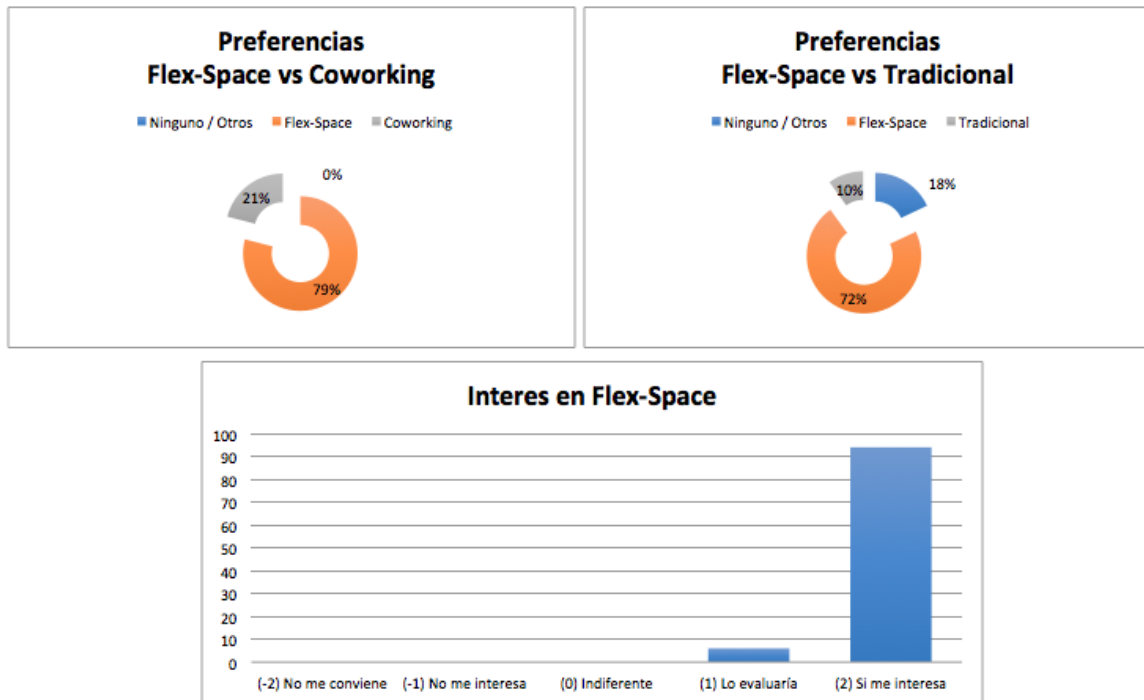 Preferencias
Flex-Space vs Coworking
Ninguno / Otros Flex-Space Coworking
0%
21%
79%
Preferencias
Flex-Space vs Tradicional
Ninguno / Otros Flex-Space Tradicional
18%
10%
72%
Interes en Flex-Space
100
90
80
70
60
50
40
30
20
10
0
(-2) No me conviene (-1) No me interesa (0) Indiferente (1) Lo evaluaría (2) Si me interesa